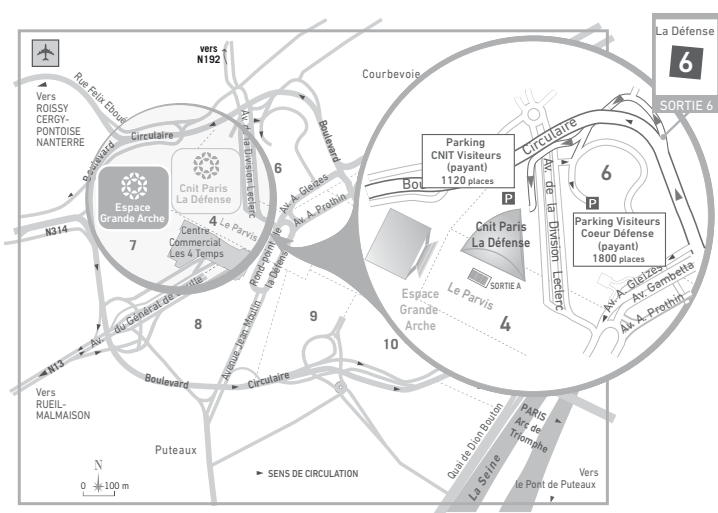 La Défense
6
SORTIE 6
vers
N192
Courbevoie
Rue Felix Eboué
Vers
ROISSY
CERGY-
PONTOISE
NANTERRE
Circulaire
Boulevard
Av. de la Division Leclerc
6
Boulevard
Cnit Paris
La Défense
Espace
Grande Arche
4
Le Parvis
Av. A. Gleizes
Av. A. Prothin
N314
7
Centre
Commercial
Les 4 Temps
Rond-point de
la Défense
Av. du Général de Gaulle
8
9
10
Avenue Jean Moulin
N13
Boulevard
Circulaire
Vers
RUEIL-
MALMAISON
Puteaux
N
0 100 m
SENS DE CIRCULATION
Quai de Dion Bouton
La Seine
PARIS
Arc de
Triomphe
Vers
le Pont de Puteaux
Parking
CNIT Visiteurs
(payant)
1120 places
Circulaire
Bou
P
Av. de la Division Leclerc
6
P
Parking Visiteurs
Coeur Défense
(payant)
1800 places
Cnit Paris
La Défense
SORTIE A
Le Parvis
Espace
Grande
Arche
4
Av. A. Gleizes
Av. Gambetta
Av. A. Prothin